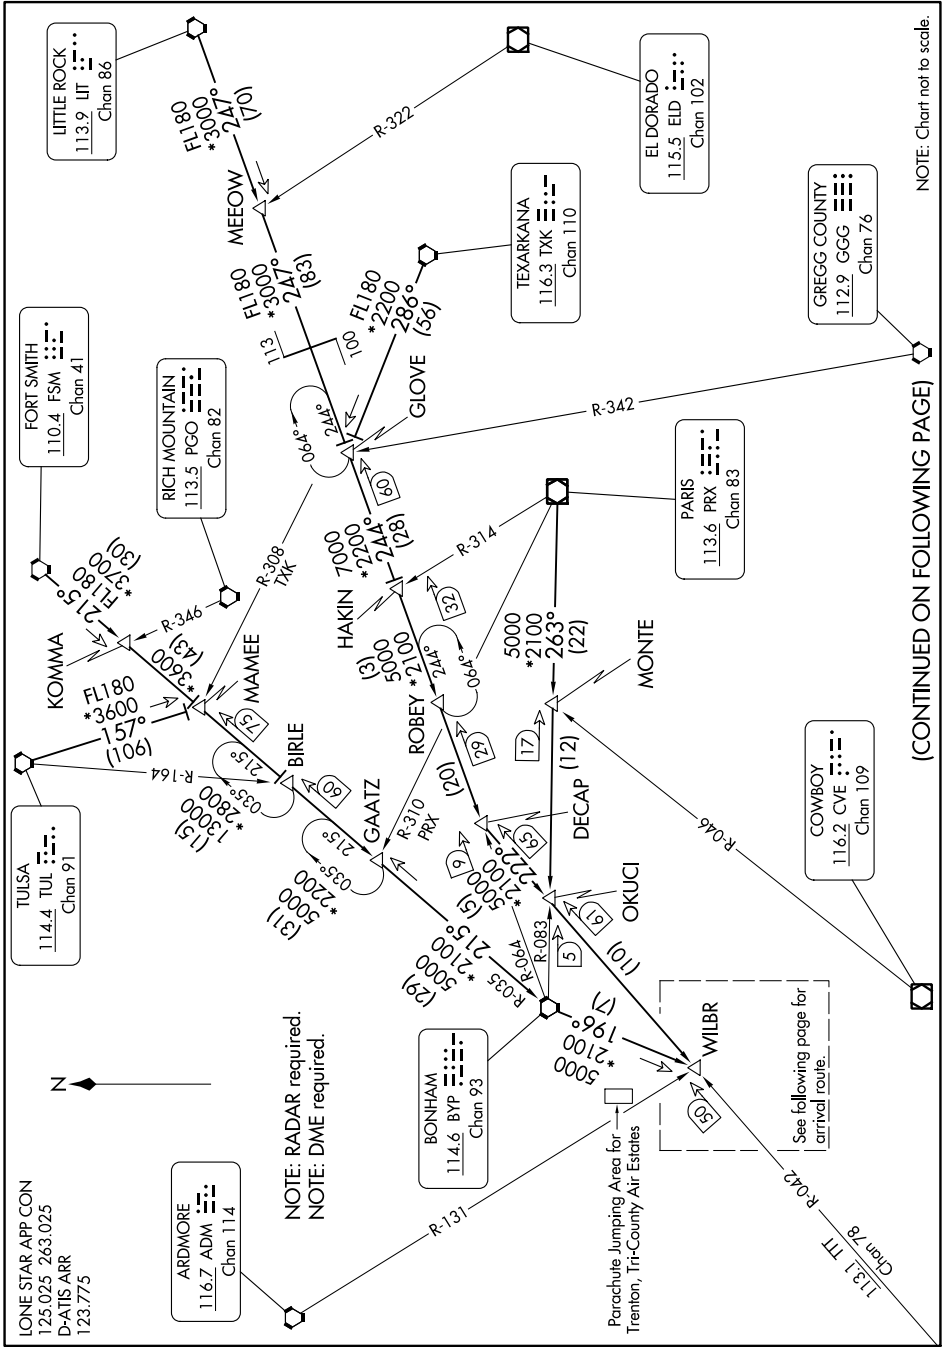 LONE STAR APP CON
125.025 263.025
D-ATIS ARR
123.775
N
NOTE: RADAR required.
NOTE: DME required.
ARDMORE
116.7 ADM
Chan 114
TULSA
114.4 TUL
Chan 91
FORT SMITH
110.4 FSM
Chan 41
RICH MOUNTAIN
113.5 PGO
Chan 82
LITTLE ROCK
113.9 LIT
Chan 86
EL DORADO
115.5 ELD
Chan 102
TEXARKANA
116.3 TXK
Chan 110
GREGG COUNTY
112.9 GGG
Chan 76
PARIS
113.6 PRX
Chan 83
COWBOY
116.2 CVE
Chan 109
BONHAM
114.6 BYP
Chan 93
FL180
*3000
247°
(70)
MEEOW
R-322
FL180
*3000
247°
(83)
113
100
FL180
*2200
286°
(56)
GLOVE
064°
244°
60
R-342
R-308
TXK
FL180
*3700
215°
(30)
KOMMA
R-346
*3600
(43)
FL180
*3600
157°
(106)
MAMEE
75
R-164
BIRLE
215°
035°
60
(15)
13000
*2800
GAATZ
215°
035°
(31)
5000
*2200
R-310
PRX
(29)
5000
*2100
215°
R-035
HAKIN
7000
*2200
244°
(28)
32
R-314
(3)
5000
*2100
ROBEY
244°
064°
29
(20)
DECAP
9
65
5000
*2100
222°
(5)
R-064
R-083
5
5000
*2100
263°
(22)
MONTE
17
(12)
R-046
OKUCI
61
(10)
5000
*2100
196°
(7)
WILBR
50
R-131
Parachute Jumping Area for
Trenton, Tri-County Air Estates
See following page for
arrival route.
R-042
113.1 TTT
Chan 78
(CONTINUED ON FOLLOWING PAGE)
NOTE: Chart not to scale.